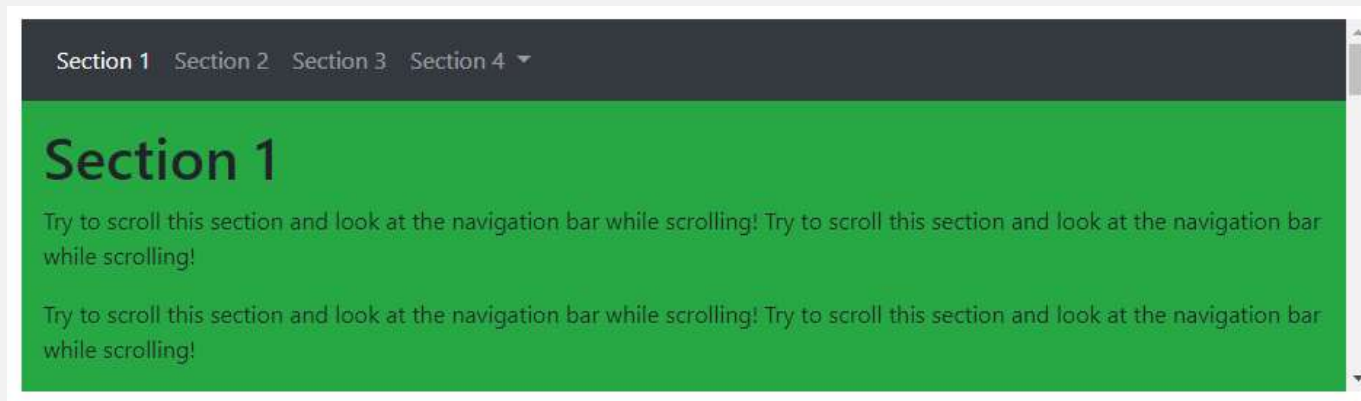 Section 1 Section 2 Section 3 Section 4
Section 1
Try to scroll this section and look at the navigation bar while scrolling! Try to scroll this section and look at the navigation bar
while scrolling!
Try to scroll this section and look at the navigation bar while scrolling! Try to scroll this section and look at the navigation bar
while scrolling!